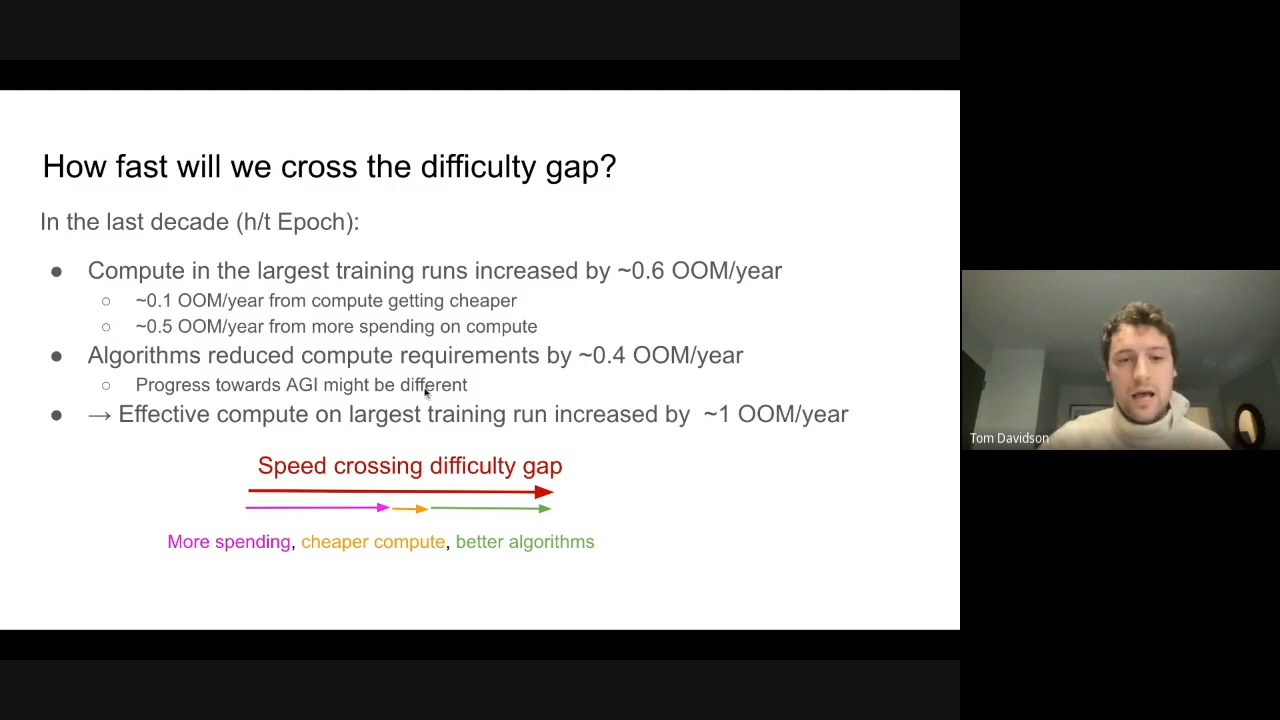 How fast will we cross the difficulty gap?
In the last decade (h/t Epoch):
● Compute in the largest training runs increased by ~0.6 OOM/year
○ ~0.1 OOM/year from compute getting cheaper
○ ~0.5 OOM/year from more spending on compute
● Algorithms reduced compute requirements by ~0.4 OOM/year
○ Progress towards AGI might be different
● → Effective compute on largest training run increased by ~1 OOM/year
Tom Davidson
Speed crossing difficulty gap
More spending, cheaper compute, better algorithms